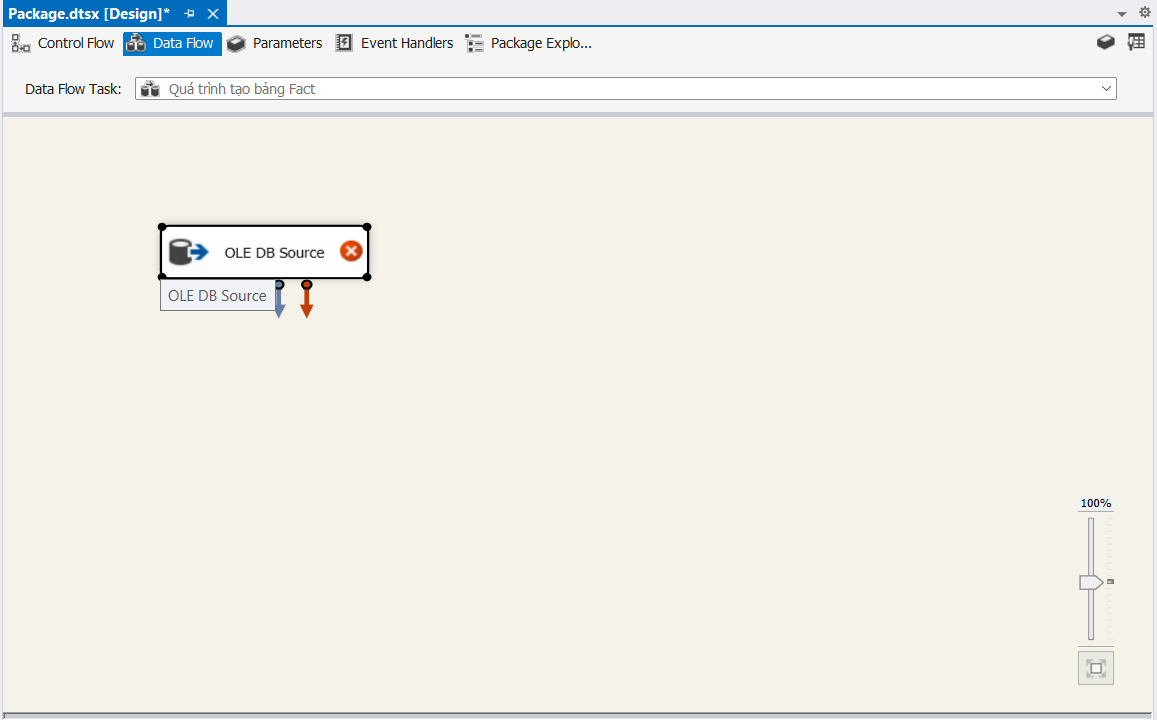 Package.dtsx [Design]*
Control Flow Data Flow Parameters Event Handlers Package Explo...
Data Flow Task: Quá trình tạo bảng Fact
OLE DB Source
OLE DB Source
100%